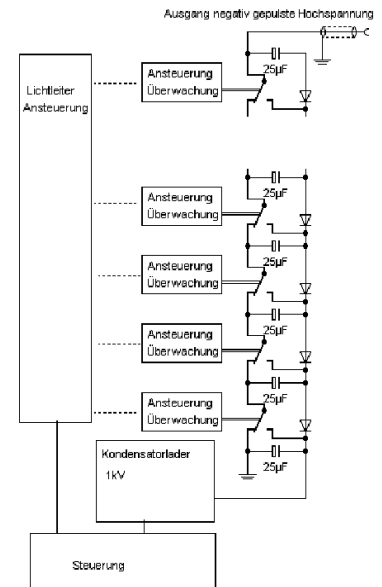 Ausgang negativ gepulste Hochspannung
25µF
Ansteuerung
Überwachung
Lichtleiter
Ansteuerung
25µF
Ansteuerung
Überwachung
25µF
Ansteuerung
Überwachung
25µF
Ansteuerung
Überwachung
25µF
Ansteuerung
Überwachung
25µF
Kondensatorlader
1kV
Steuerung